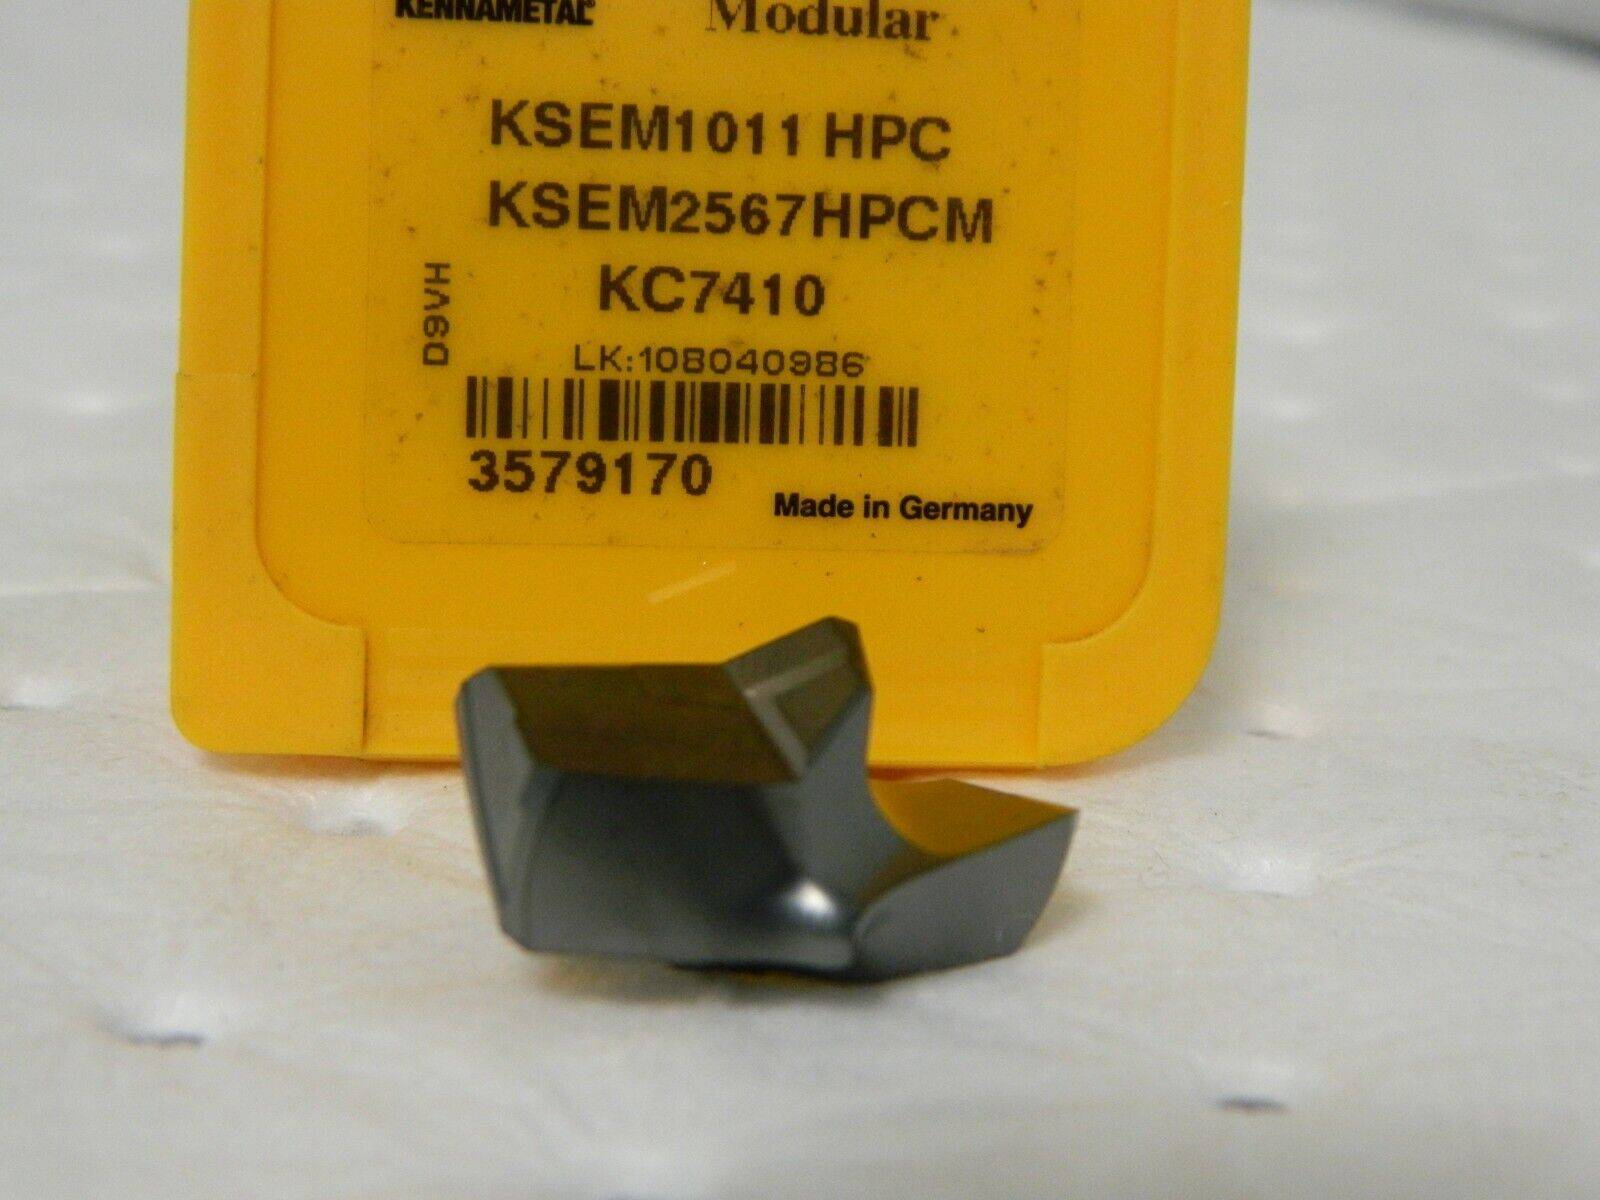 KENNAMETAL® Modular
KSEM1011 HPC
KSEM2567HPCM
KC7410
D9VH
LK:108040986
3579170
Made in Germany